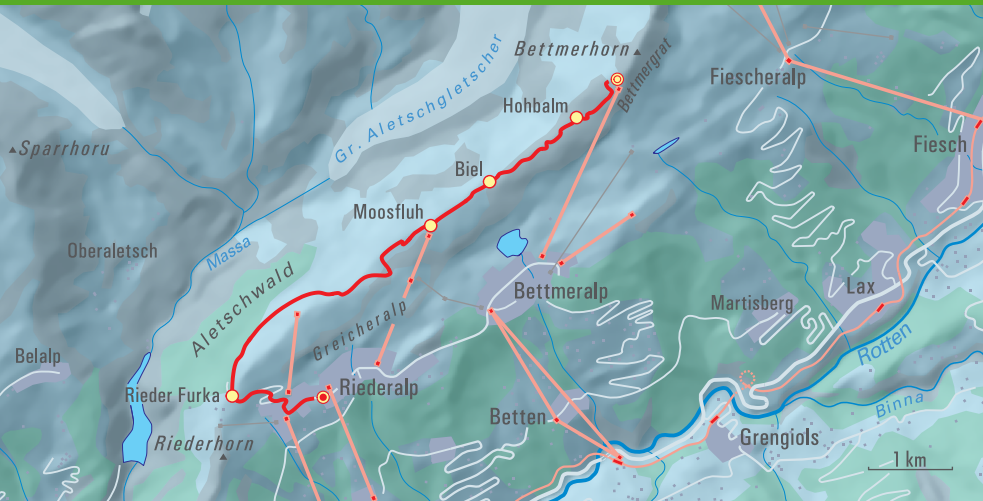 Bettmerhorn
Bettmergrat
Fiescheralp
Gr. Aletschgletscher
Hohbalm
Fiesch
Sparrhoru
Biel
Moosfluh
Oberaletsch
Massa
Aletschwald
Bettmeralp
Lax
Martisberg
Greicheralp
Rotten
Belalp
Rieder Furka
Riederalp
Binna
Betten
Riederhorn
Grengiols
1 km